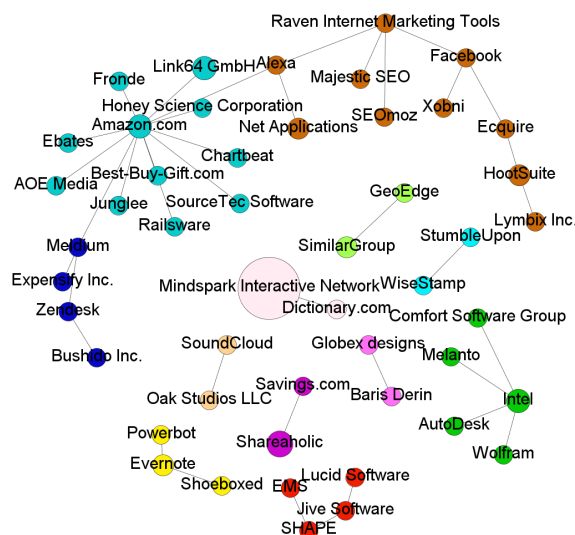 Raven Internet Marketing Tools
Facebook
Link64 GmbH
Alexa
Majestic SEO
Fronde
Honey Science Corporation
Xobni
SEOmoz
Amazon.com
Net Applications
Ecquire
Ebates
Chartbeat
Best-Buy-Gift.com
HootSuite
AOE Media
GeoEdge
Junglee
SourceTec Software
Lynbix Inc.
Railsware
StumbleUpon
Meldium
SimilarGroup
Expensify Inc.
Mindspark Interactive Network
WiseStamp
Dictionary.com
Zendesk
Comfort Software Group
SoundCloud
Globex designs
Bushido Inc.
Melanto
Savings.com
Baris Derin
Oak Studios LLC
Intel
AutoDesk
Powerbot
Shareaholic
Wolfram
Evernote
Lucid Software
Shoeboxed
EMS
Jive Software
SHAPE